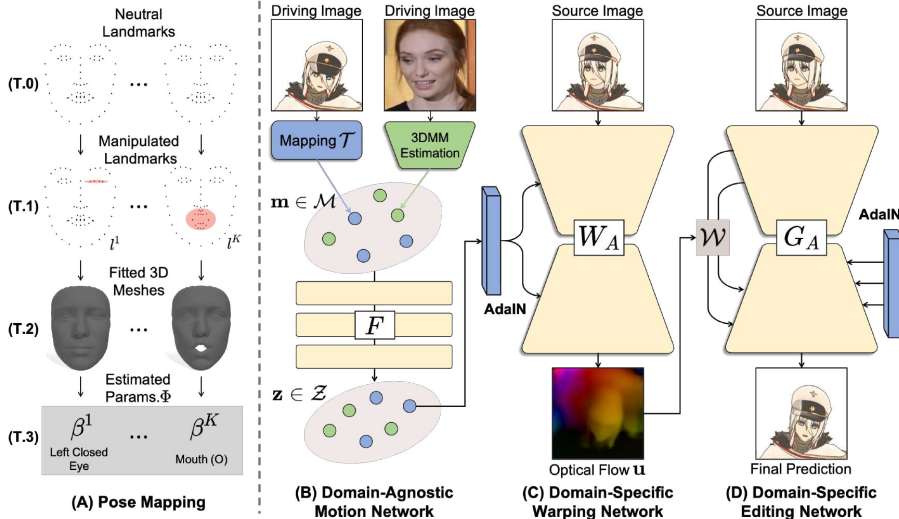 Neutral
Landmarks
(T.0)
...
Manipulated
Landmarks
(T.1)
...
l¹
lᴷ
Fitted 3D
Meshes
(T.2)
...
Estimated
Params.Φ
(T.3)
β¹
...
βᴷ
Left Closed
Eye
Mouth (O)
(A) Pose Mapping
Driving Image
Driving Image
Mapping 𝒯
3DMM
Estimation
m ∈ ℳ
F
z ∈ 𝒵
(B) Domain-Agnostic
Motion Network
Source Image
AdaIN
W_A
Optical Flow u
(C) Domain-Specific
Warping Network
Source Image
𝒲
G_A
AdaIN
Final Prediction
(D) Domain-Specific
Editing Network